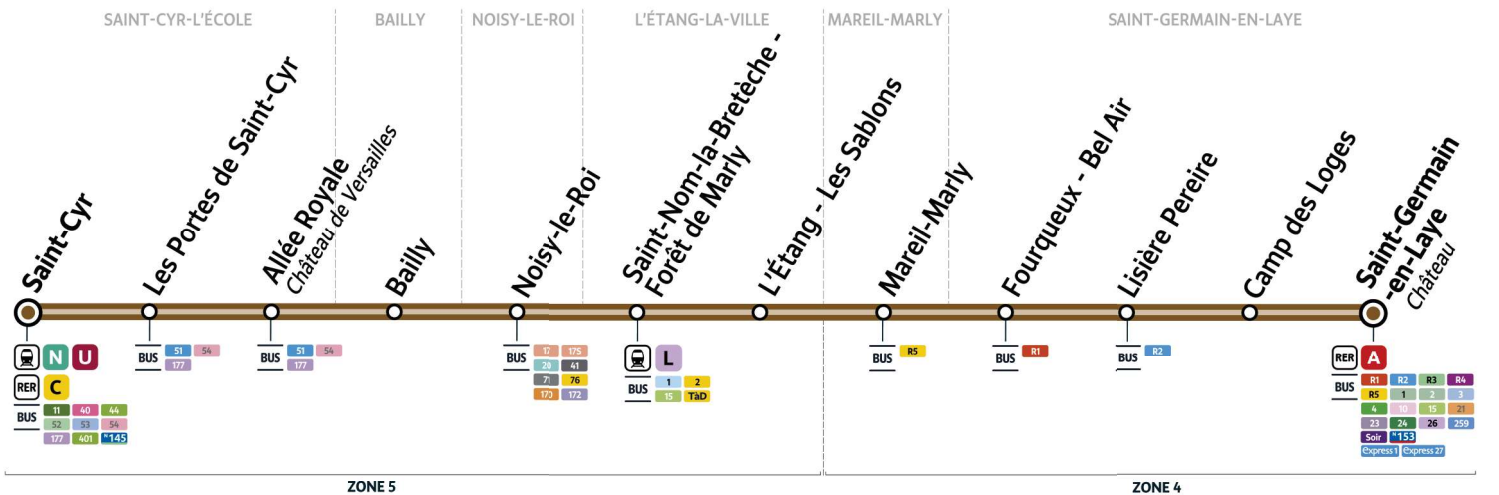 SAINT-CYR-L'ÉCOLE
BAILLY
NOISY-LE-ROI
L'ÉTANG-LA-VILLE
MAREIL-MARLY
SAINT-GERMAIN-EN-LAYE
Saint-Cyr
Les Portes de Saint-Cyr
Allée Royale
Château de Versailles
Bailly
Noisy-le-Roi
Saint-Nom-la-Bretèche -
Forêt de Marly
L'Étang - Les Sablons
Mareil-Marly
Fourqueux - Bel Air
Lisière Pereire
Camp des Loges
Saint-Germain
-en-Laye
Château
N U
RER C
BUS
11 40 44
52 53 54
177 401 N145
BUS 51 54
177
BUS 51 54
177
BUS
17 175
41
76
170 172
L
BUS
1 2
15 TàD
BUS R5
BUS R1
BUS R2
RER A
BUS
R1 R2 R3 R4
R5 1 2 3
4 10 15 21
23 24 26 259
Soir N153
express 1 express 27
ZONE 5
ZONE 4